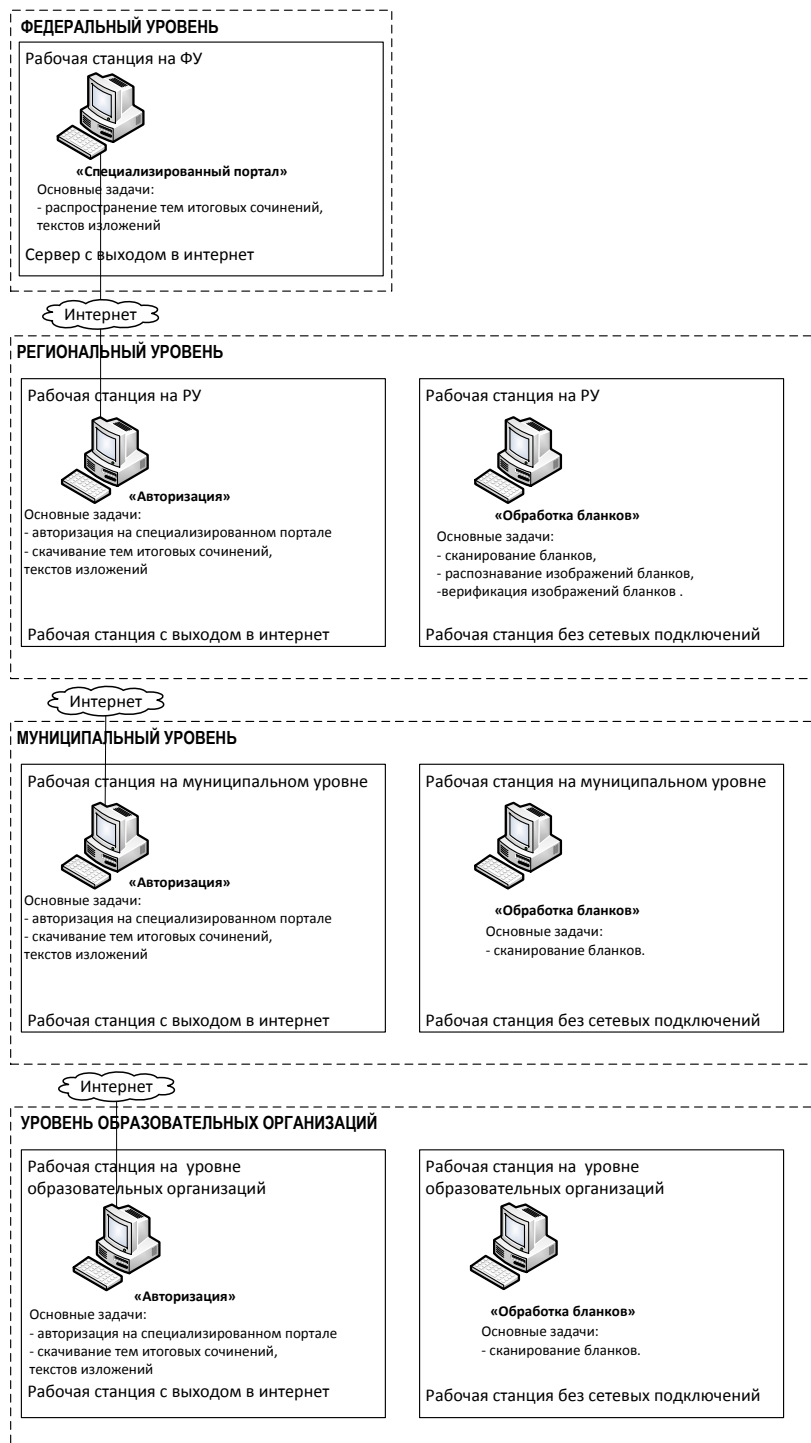 ФЕДЕРАЛЬНЫЙ УРОВЕНЬ
Рабочая станция на ФУ
«Специализированный портал»
Основные задачи:
- распространение тем итоговых сочинений,
текстов изложений
Сервер с выходом в интернет
Интернет
РЕГИОНАЛЬНЫЙ УРОВЕНЬ
Рабочая станция на РУ
«Авторизация»
Основные задачи:
- авторизация на специализированном портале
- скачивание тем итоговых сочинений,
текстов изложений
Рабочая станция с выходом в интернет
Рабочая станция на РУ
«Обработка бланков»
Основные задачи:
- сканирование бланков,
- распознавание изображений бланков,
-верификация изображений бланков .
Рабочая станция без сетевых подключений
Интернет
МУНИЦИПАЛЬНЫЙ УРОВЕНЬ
Рабочая станция на муниципальном уровне
«Авторизация»
Основные задачи:
- авторизация на специализированном портале
- скачивание тем итоговых сочинений,
текстов изложений
Рабочая станция с выходом в интернет
Рабочая станция на муниципальном уровне
«Обработка бланков»
Основные задачи:
- сканирование бланков.
Рабочая станция без сетевых подключений
Интернет
УРОВЕНЬ ОБРАЗОВАТЕЛЬНЫХ ОРГАНИЗАЦИЙ
Рабочая станция на уровне
образовательных организаций
«Авторизация»
Основные задачи:
- авторизация на специализированном портале
- скачивание тем итоговых сочинений,
текстов изложений
Рабочая станция с выходом в интернет
Рабочая станция на уровне
образовательных организаций
«Обработка бланков»
Основные задачи:
- сканирование бланков.
Рабочая станция без сетевых подключений